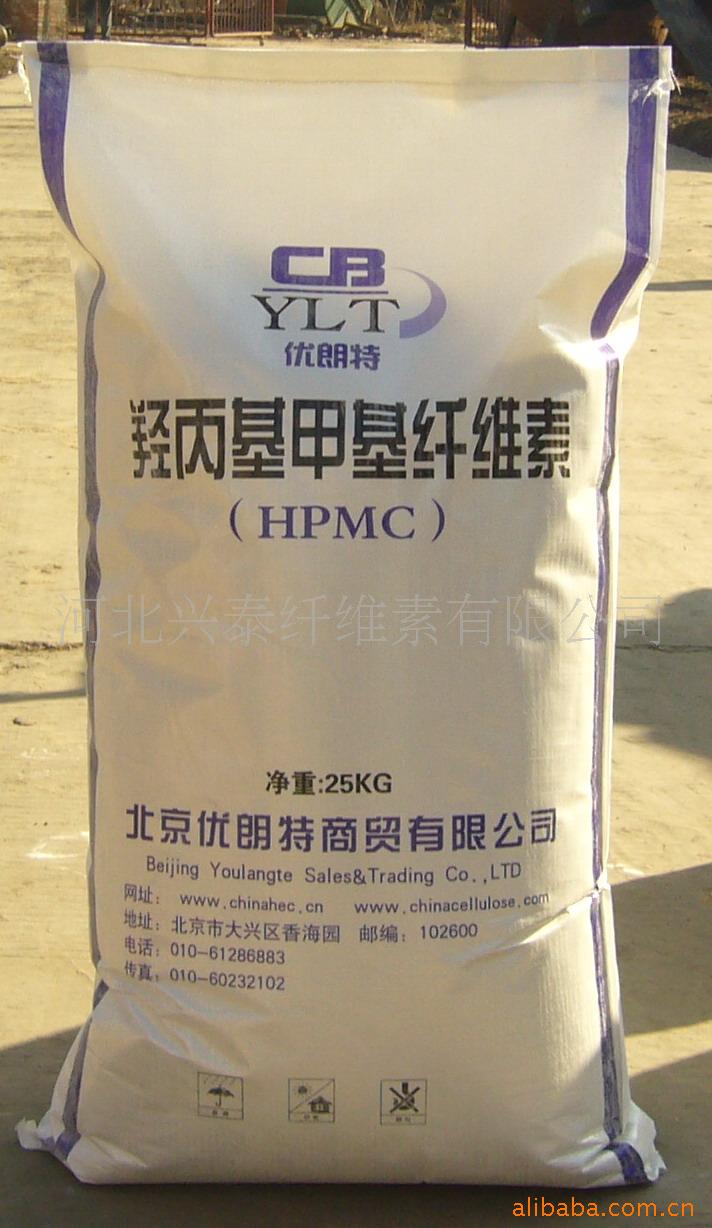 CB
YLT
优朗特
羟丙基甲基纤维素
(HPMC)
河北兴泰纤维素有限公司
净重:25KG
北京优朗特商贸有限公司
Beijing Youlangte Sales&Trading Co.,LTD
网址: www.chinahec.cn www.chinacellulose.com
地址: 北京市大兴区香海园 邮编: 102600
电话: 010-61286883
传真: 010-60232102
alibaba.com.cn